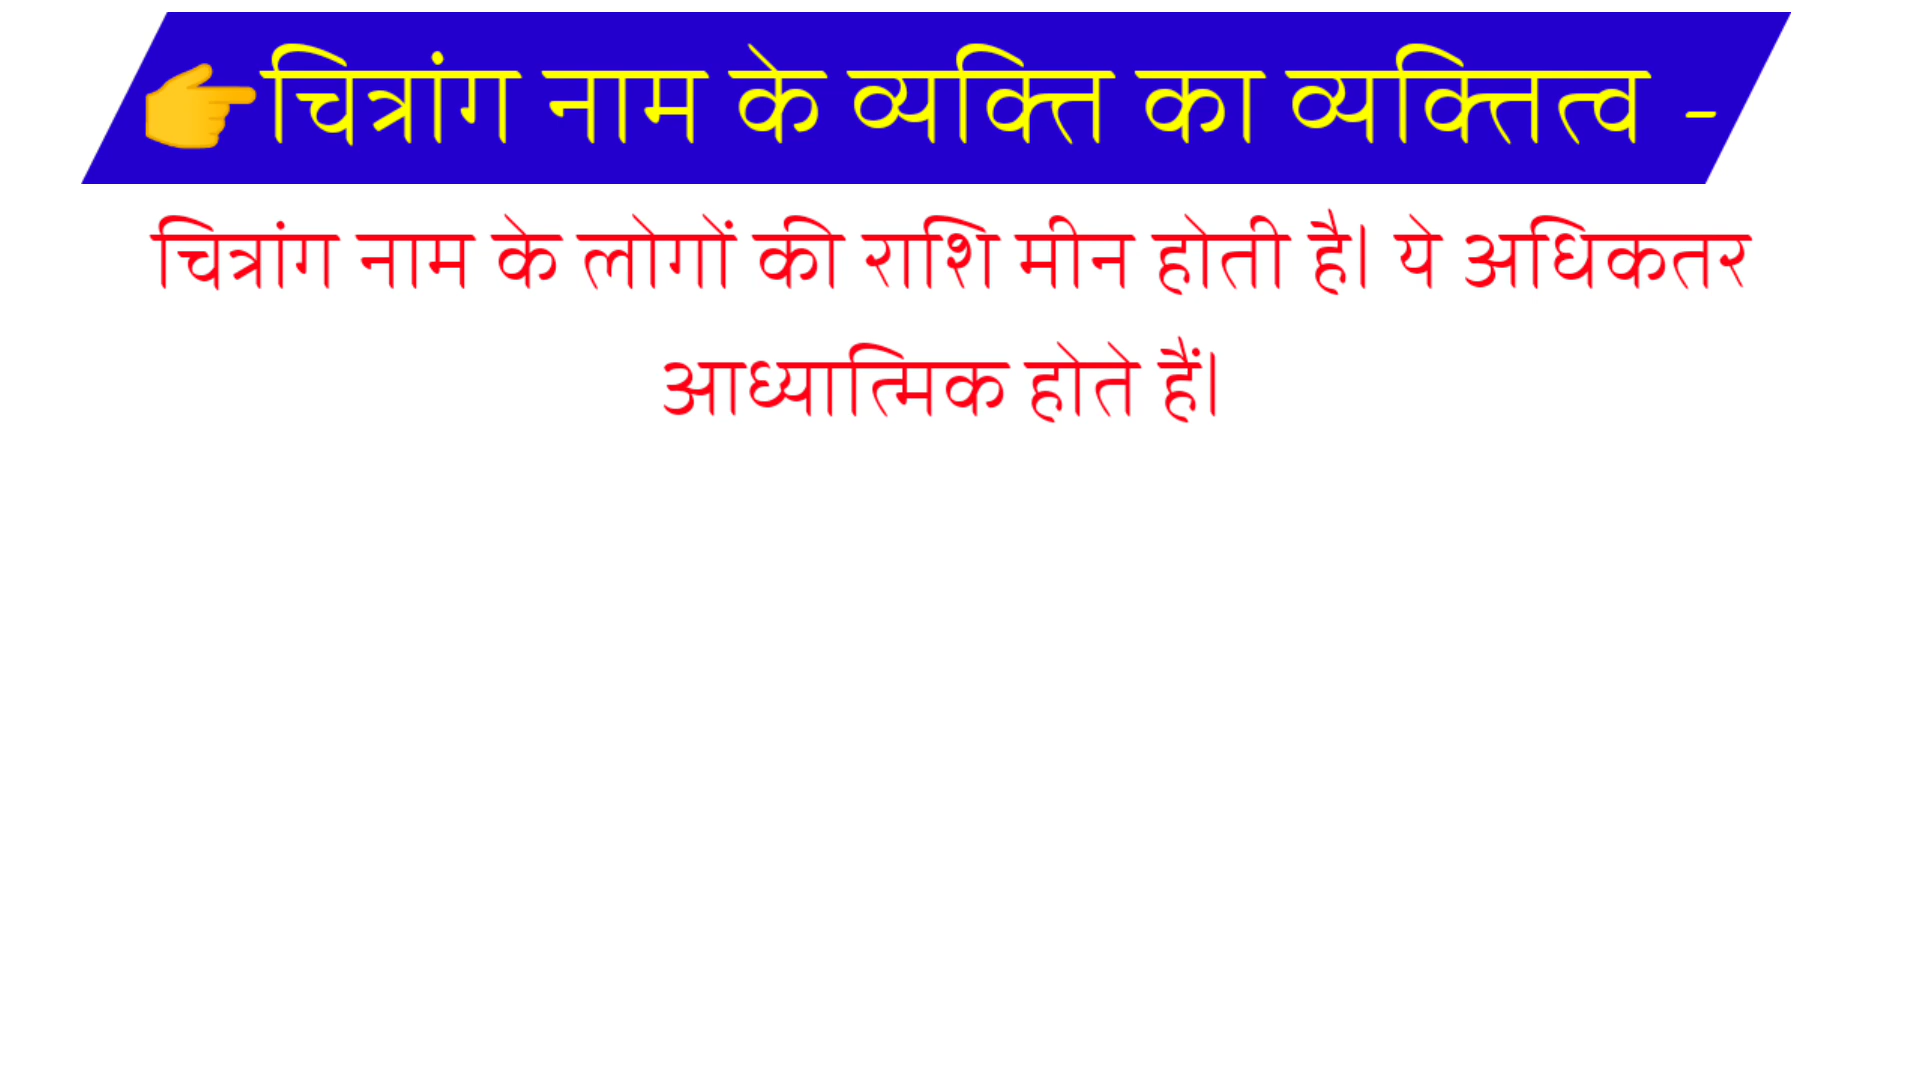 👉चित्रांग नाम के व्यक्ति का व्यक्तित्व -
चित्रांग नाम के लोगों की राशि मीन होती है। ये अधिकतर
आध्यात्मिक होते हैं।